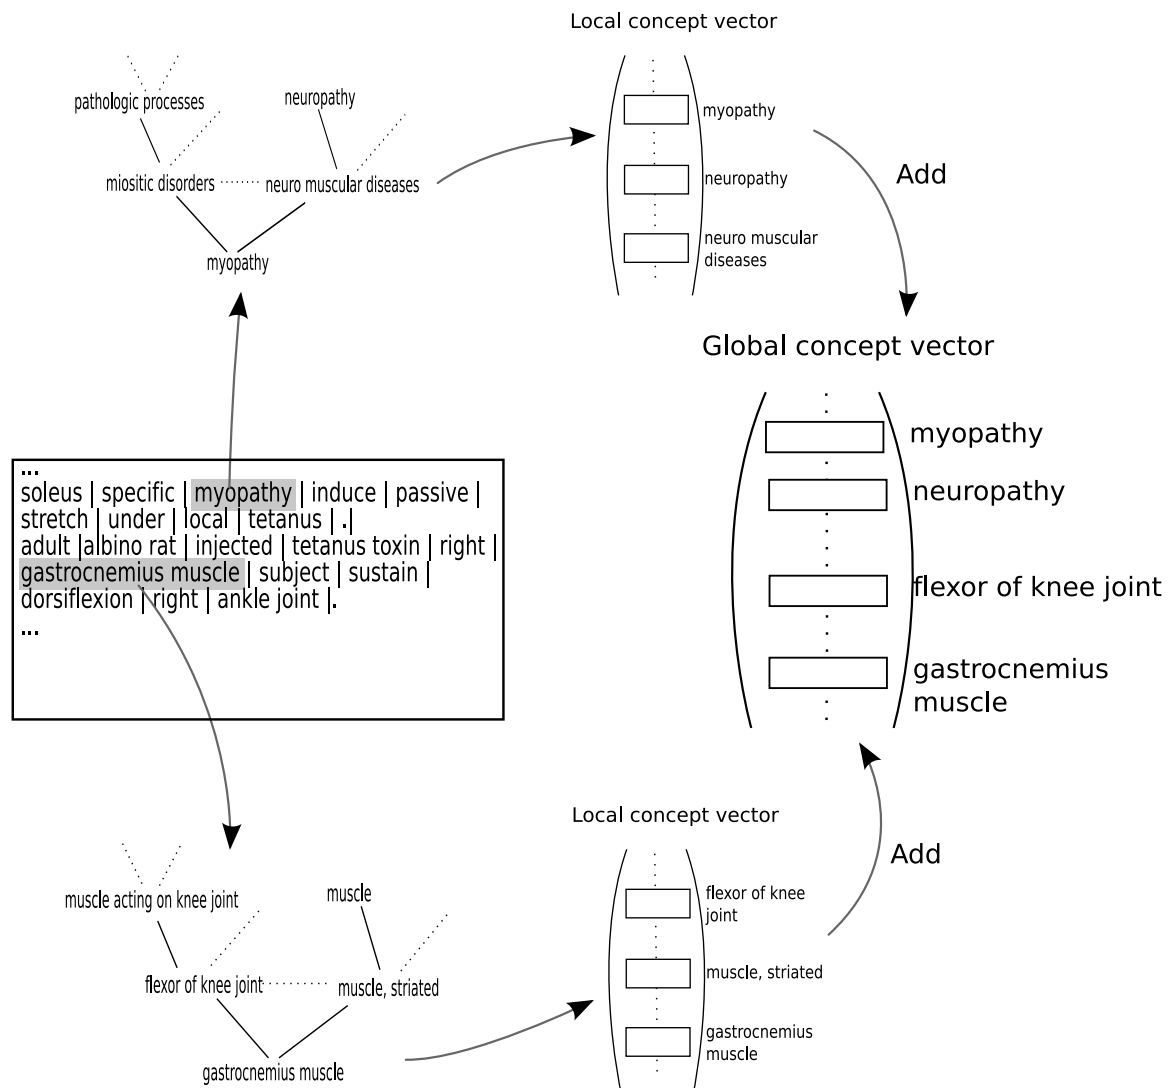 Local concept vector
pathologic processes
neuropathy
miositic disorders
neuro muscular diseases
myopathy
myopathy
neuropathy
neuro muscular
diseases
Add
Global concept vector
myopathy
neuropathy
flexor of knee joint
gastrocnemius
muscle
...
soleus | specific | myopathy | induce | passive |
stretch | under | local | tetanus | .|
adult |albino rat | injected | tetanus toxin | right |
gastrocnemius muscle | subject | sustain |
dorsiflexion | right | ankle joint |.
...
Local concept vector
Add
muscle acting on knee joint
muscle
flexor of knee joint
muscle, striated
gastrocnemius muscle
flexor of knee
joint
muscle, striated
gastrocnemius
muscle